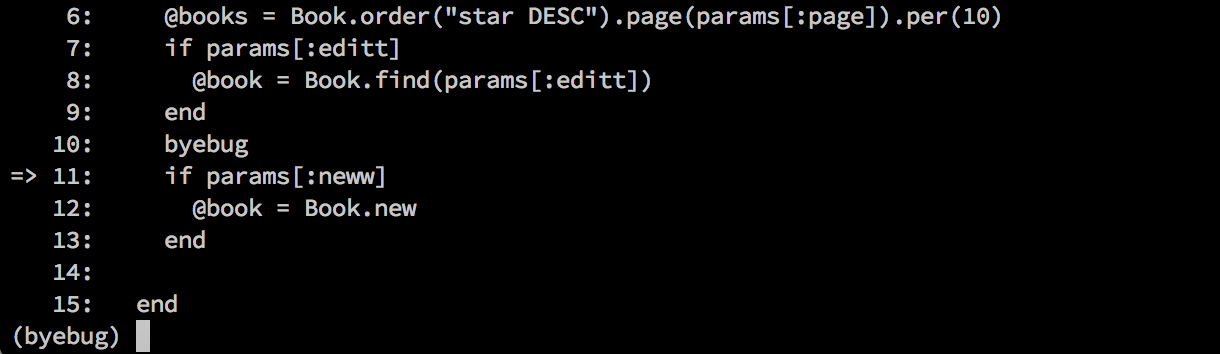 6:     @books = Book.order("star DESC").page(params[:page]).per(10)
    7:     if params[:editt]
    8:       @book = Book.find(params[:editt])
    9:     end
   10:     byebug
=> 11:     if params[:neww]
   12:       @book = Book.new
   13:     end
   14:
   15:   end
(byebug)